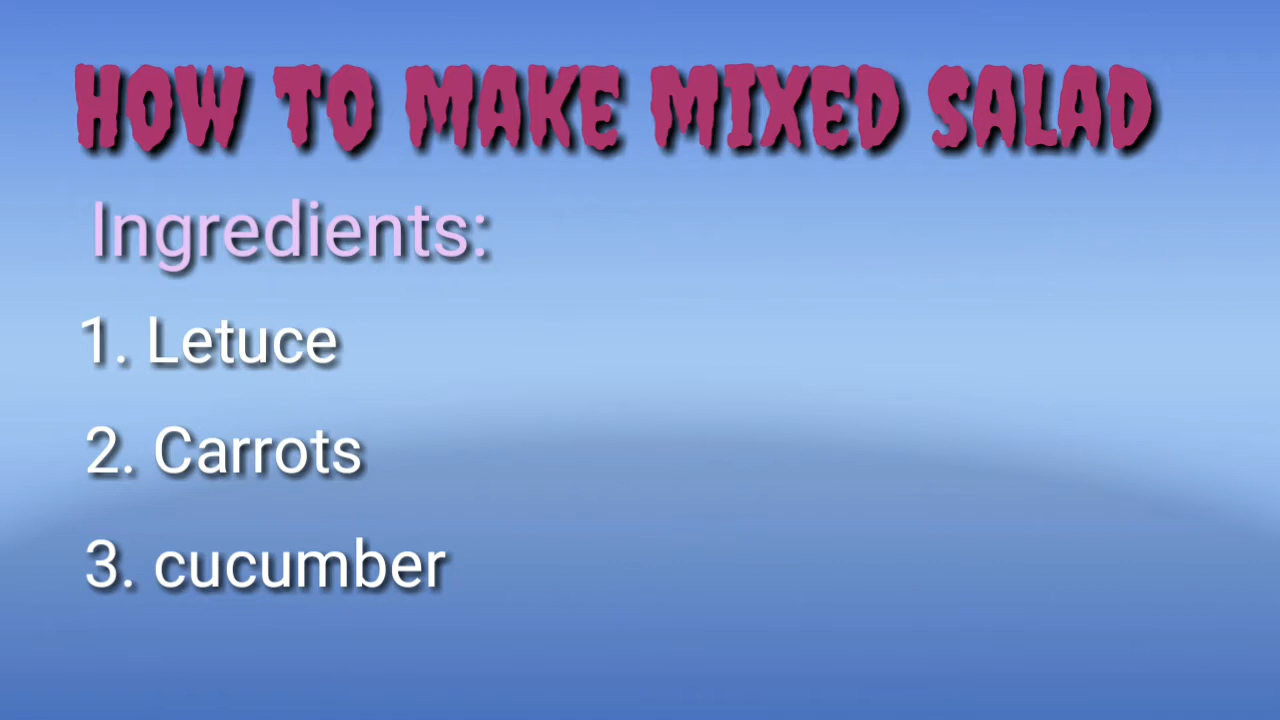 HOW TO MAKE MIXED SALAD
Ingredients:
1. Letuce
2. Carrots
3. cucumber